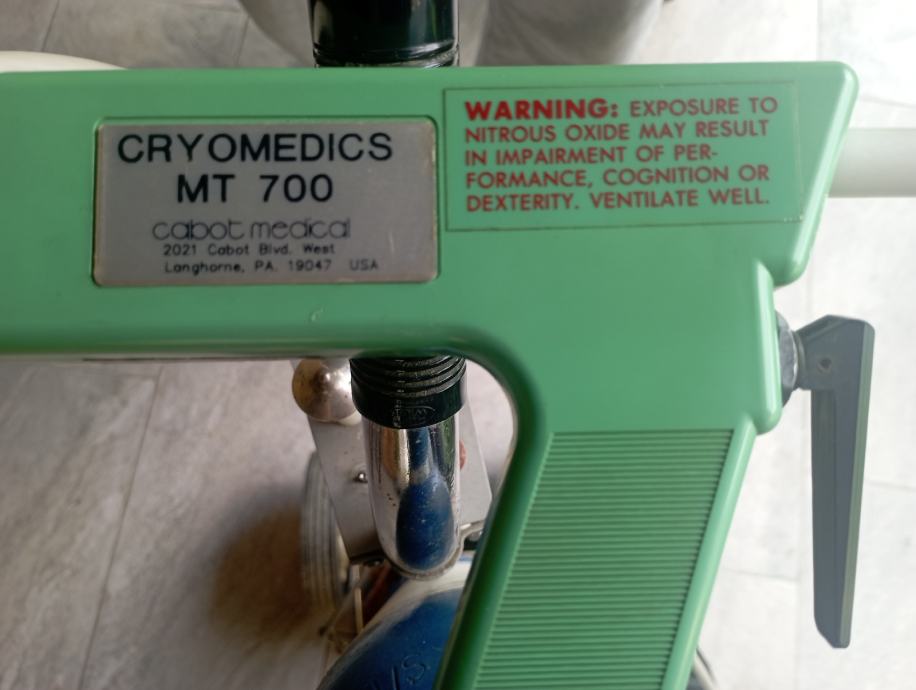 CRYOMEDICS
MT 700
cabot medical
2021 Cabot Blvd. West
Langhorne, PA. 19047 USA
WARNING: EXPOSURE TO
NITROUS OXIDE MAY RESULT
IN IMPAIRMENT OF PER-
FORMANCE, COGNITION OR
DEXTERITY. VENTILATE WELL.